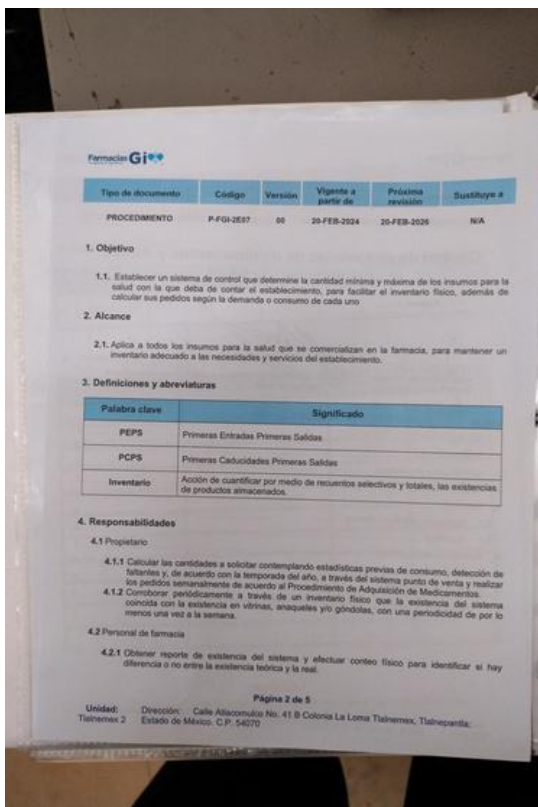 Farmacias Gi
Tipo de documento Código Versión Vigente a partir de Próxima revisión Sustituye a
PROCEDIMIENTO P-FGI-2E07 00 20-FEB-2024 20-FEB-2026 N/A
1. Objetivo
1.1. Establecer un sistema de control que determine la cantidad mínima y máxima de los insumos para la
salud con la que deba de contar el establecimiento, para facilitar el inventario físico, además de
calcular sus pedidos según la demanda o consumo de cada uno
2. Alcance
2.1. Aplica a todos los insumos para la salud que se comercializan en la farmacia, para mantener un
inventario adecuado a las necesidades y servicios del establecimiento.
3. Definiciones y abreviaturas
Palabra clave Significado
PEPS Primeras Entradas Primeras Salidas
PCPS Primeras Caducidades Primeras Salidas
Inventario Acción de cuantificar por medio de recuentos selectivos y totales, las existencias
de productos almacenados.
4. Responsabilidades
4.1 Propietario
4.1.1 Calcular las cantidades a solicitar contemplando estadísticas previas de consumo, detección de
faltantes y, de acuerdo con la temporada del año, a través del sistema punto de venta y realizar
los pedidos semanalmente de acuerdo al Procedimiento de Adquisición de Medicamentos.
4.1.2 Corroborar periódicamente a través de un inventario físico que la existencia del sistema
coincida con la existencia en vitrinas, anaqueles y/o góndolas, con una periodicidad de por lo
menos una vez a la semana.
4.2 Personal de farmacia
4.2.1 Obtener reporte de existencia del sistema y efectuar conteo físico para identificar si hay
diferencia o no entre la existencia teórica y la real.
Página 2 de 5
Unidad: Dirección: Calle Atlacomulco No. 41 B Colonia La Loma Tlalnemex, Tlalnepantla;
Tlalnemex 2 Estado de México. C.P. 54070